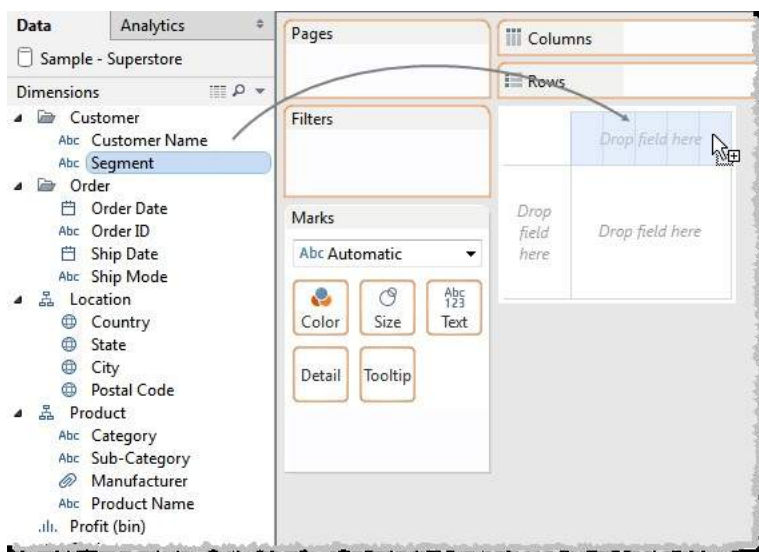 Data
Analytics
Sample - Superstore
Dimensions
Customer
Abc Customer Name
Abc Segment
Order
Order Date
Abc Order ID
Ship Date
Abc Ship Mode
Location
Country
State
City
Postal Code
Product
Abc Category
Abc Sub-Category
Manufacturer
Abc Product Name
Profit (bin)
Pages
Filters
Marks
Abc Automatic
Color
Size
Abc
123
Text
Detail
Tooltip
Columns
Rows
Drop field here
Drop
field
here
Drop field here